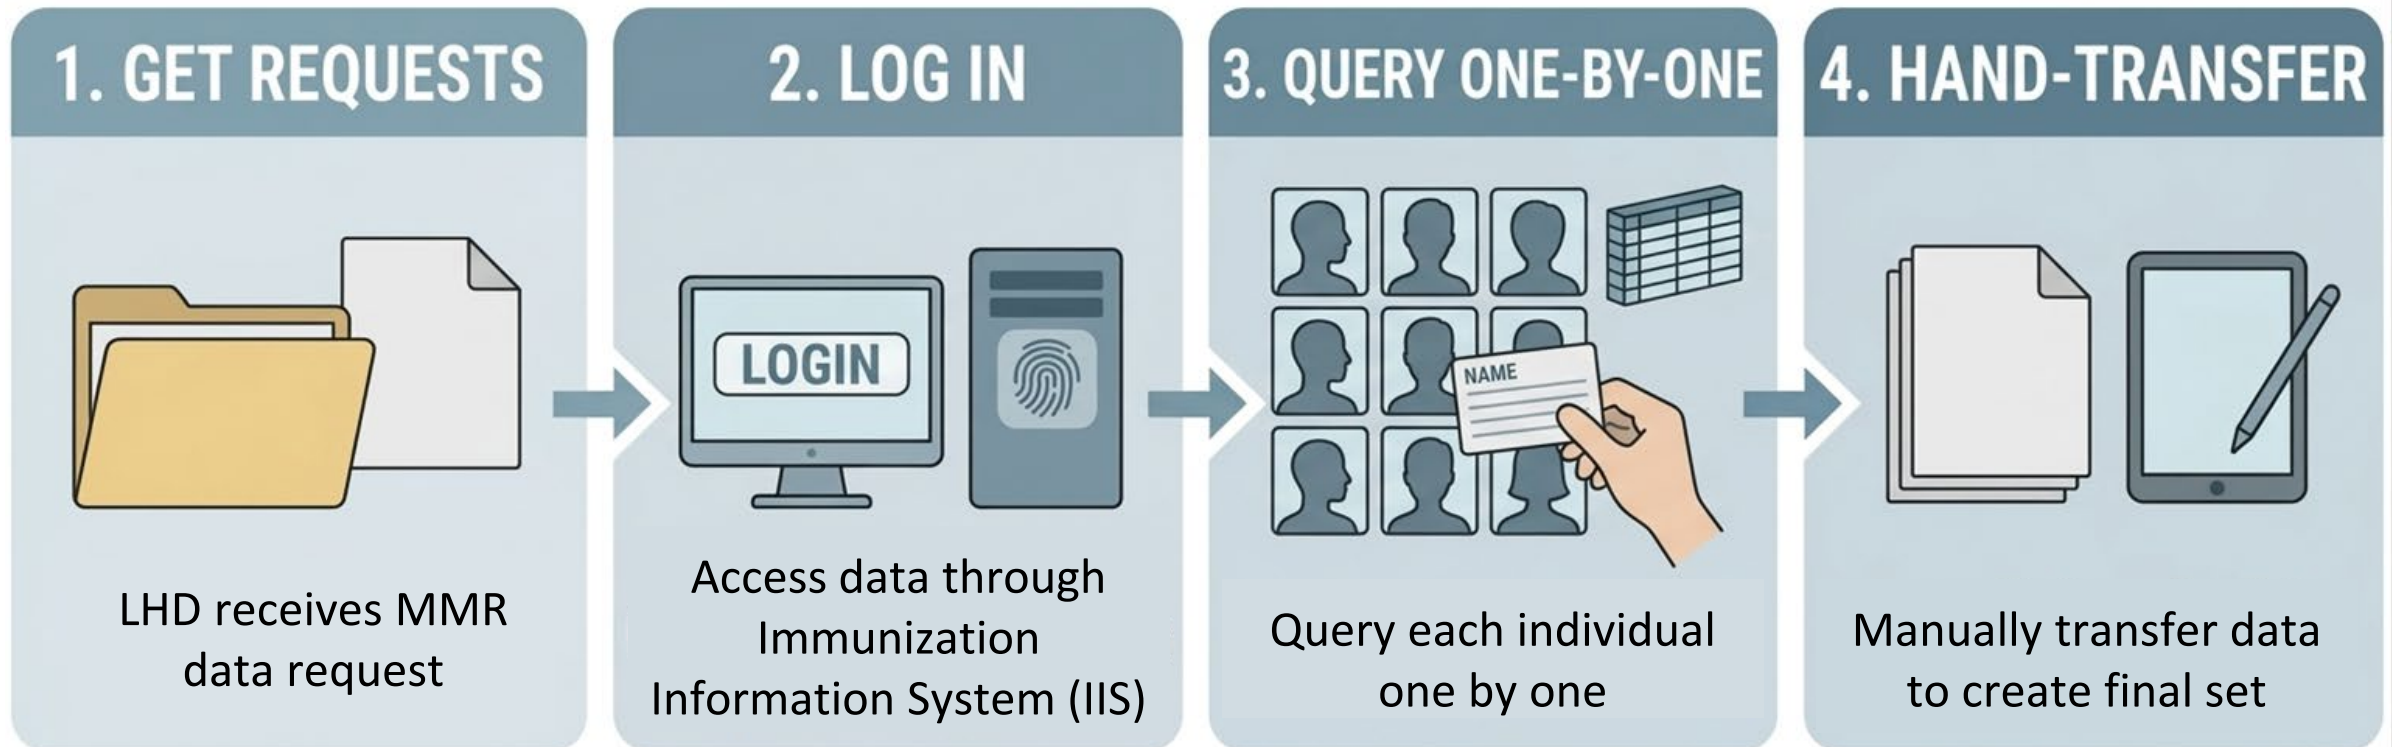 1. GET REQUESTS
LHD receives MMR
data request
2. LOG IN
LOGIN
Access data through
Immunization
Information System (IIS)
3. QUERY ONE-BY-ONE
NAME
Query each individual
one by one
4. HAND-TRANSFER
Manually transfer data
to create final set